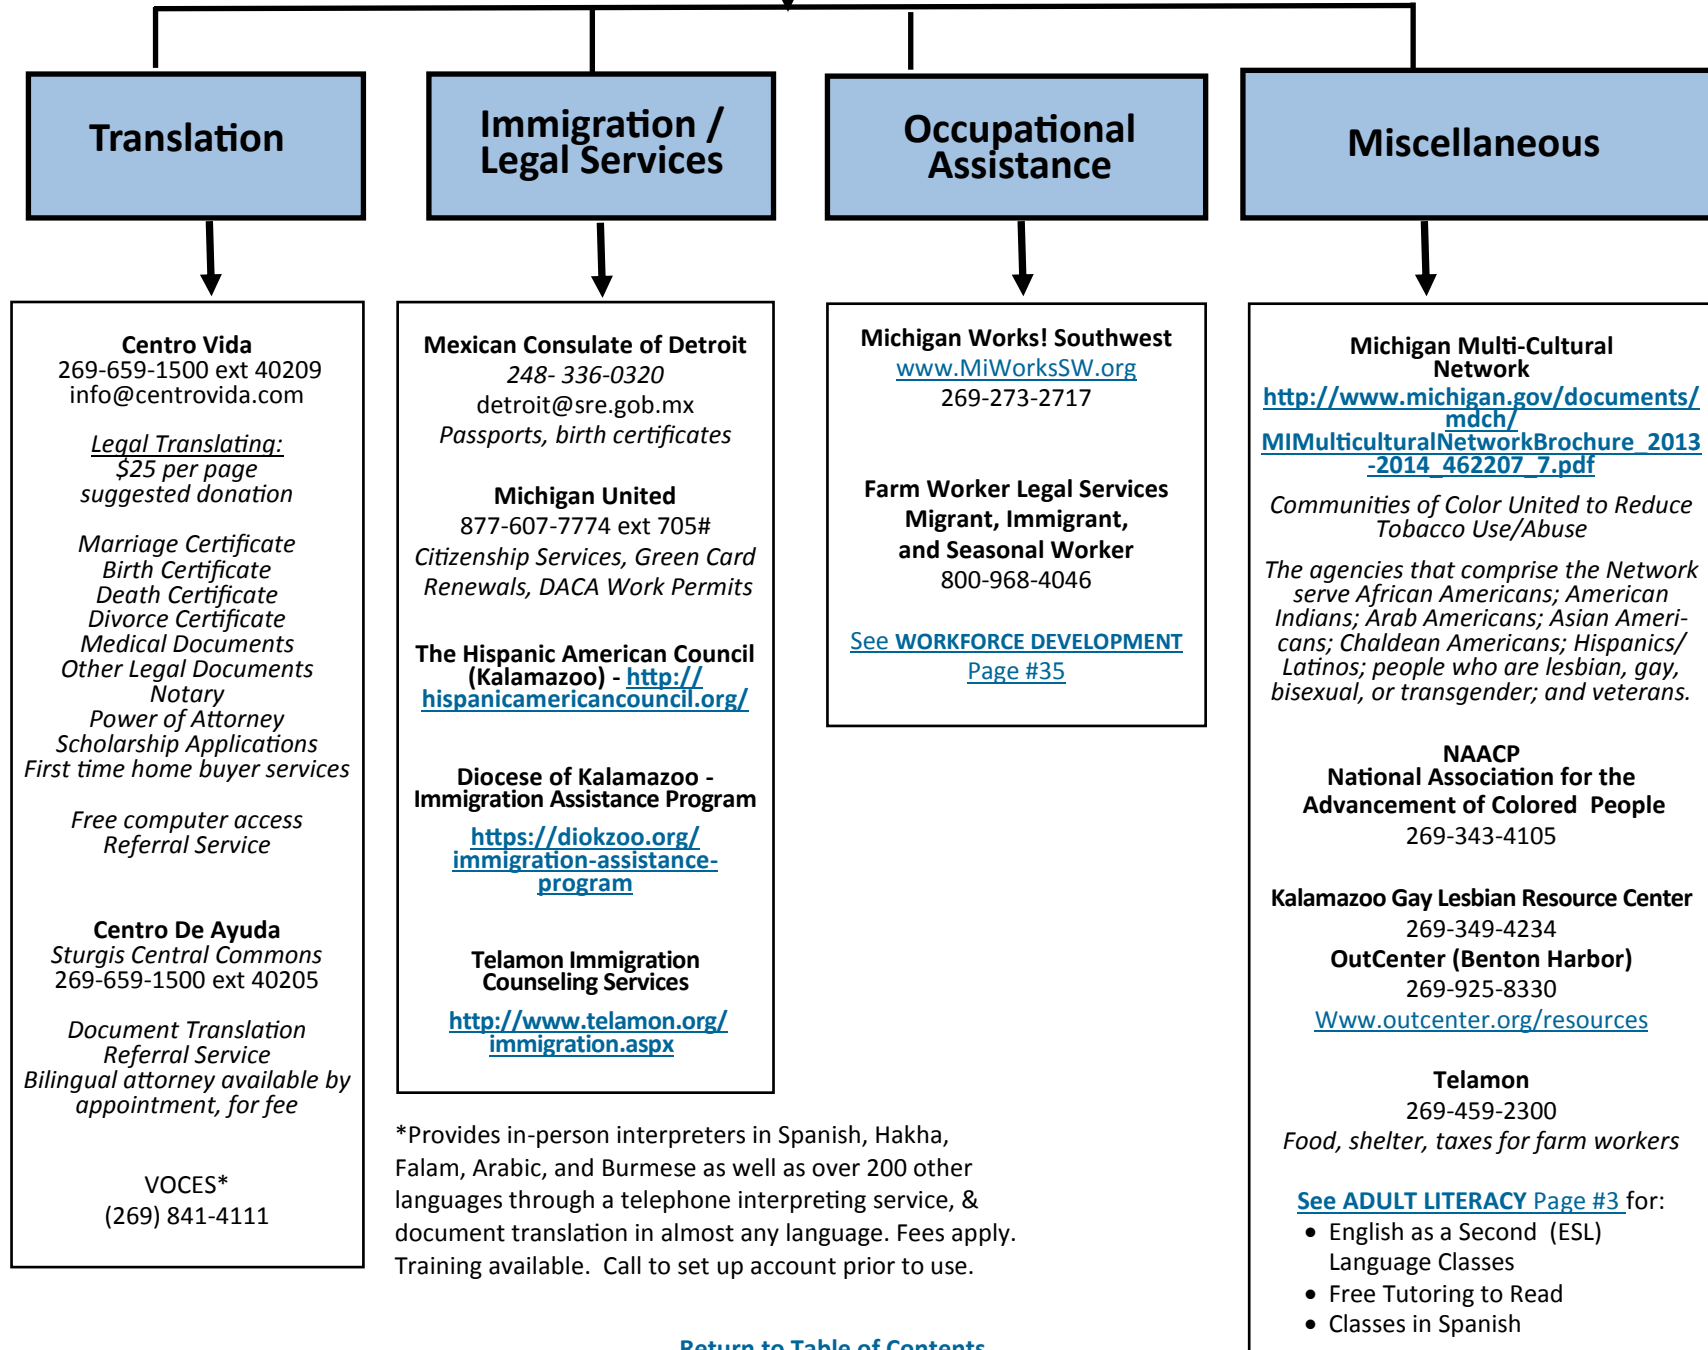 Translation
Immigration /
Legal Services
Occupational
Assistance
Miscellaneous
Centro Vida
269-659-1500 ext 40209
info@centrovida.com
Legal Translating:
$25 per page
suggested donation
Marriage Certificate
Birth Certificate
Death Certificate
Divorce Certificate
Medical Documents
Other Legal Documents
Notary
Power of Attorney
Scholarship Applications
First time home buyer services
Free computer access
Referral Service
Centro De Ayuda
Sturgis Central Commons
269-659-1500 ext 40205
Document Translation
Referral Service
Bilingual attorney available by
appointment, for fee
VOCES*
(269) 841-4111
Mexican Consulate of Detroit
248- 336-0320
detroit@sre.gob.mx
Passports, birth certificates
Michigan United
877-607-7774 ext 705#
Citizenship Services, Green Card
Renewals, DACA Work Permits
The Hispanic American Council
(Kalamazoo) - http://
hispanicamericancouncil.org/
Diocese of Kalamazoo -
Immigration Assistance Program
https://diokzoo.org/
immigration-assistance-
program
Telamon Immigration
Counseling Services
http://www.telamon.org/
immigration.aspx
*Provides in-person interpreters in Spanish, Hakha,
Falam, Arabic, and Burmese as well as over 200 other
languages through a telephone interpreting service, &
document translation in almost any language. Fees apply.
Training available.  Call to set up account prior to use.
Michigan Works! Southwest
www.MiWorksSW.org
269-273-2717
Farm Worker Legal Services
Migrant, Immigrant,
and Seasonal Worker
800-968-4046
See WORKFORCE DEVELOPMENT
Page #35
Michigan Multi-Cultural
Network
http://www.michigan.gov/documents/
mdch/
MIMulticulturalNetworkBrochure_2013
-2014_462207_7.pdf
Communities of Color United to Reduce
Tobacco Use/Abuse
The agencies that comprise the Network
serve African Americans; American
Indians; Arab Americans; Asian Ameri-
cans; Chaldean Americans; Hispanics/
Latinos; people who are lesbian, gay,
bisexual, or transgender; and veterans.
NAACP
National Association for the
Advancement of Colored  People
269-343-4105
Kalamazoo Gay Lesbian Resource Center
269-349-4234
OutCenter (Benton Harbor)
269-925-8330
Www.outcenter.org/resources
Telamon
269-459-2300
Food, shelter, taxes for farm workers
See ADULT LITERACY Page #3 for:
• English as a Second  (ESL)
Language Classes
• Free Tutoring to Read
• Classes in Spanish
Return to Table of Contents